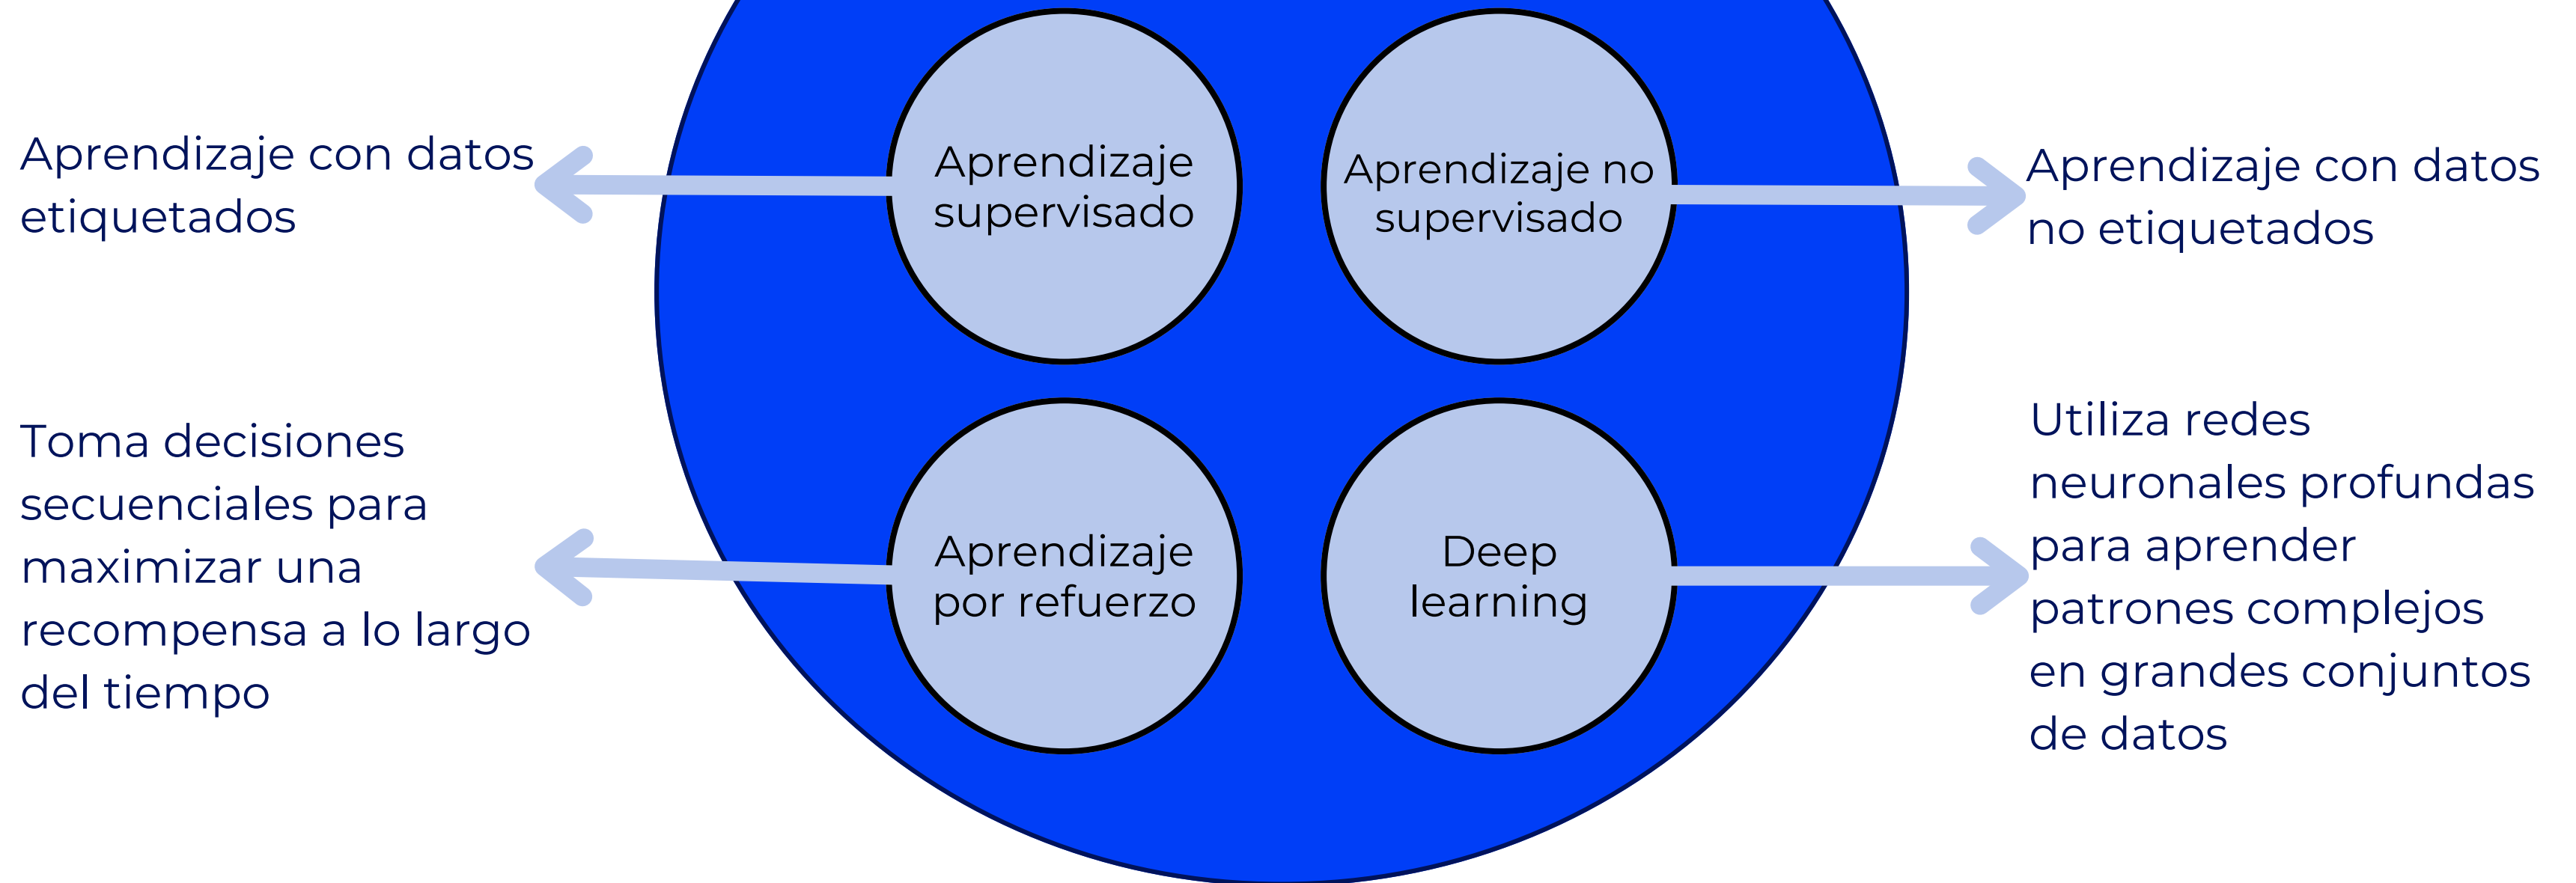 Aprendizaje con datos
etiquetados
Aprendizaje
supervisado
Aprendizaje no
supervisado
Aprendizaje con datos
no etiquetados
Toma decisiones
secuenciales para
maximizar una
recompensa a lo largo
del tiempo
Aprendizaje
por refuerzo
Deep
learning
Utiliza redes
neuronales profundas
para aprender
patrones complejos
en grandes conjuntos
de datos